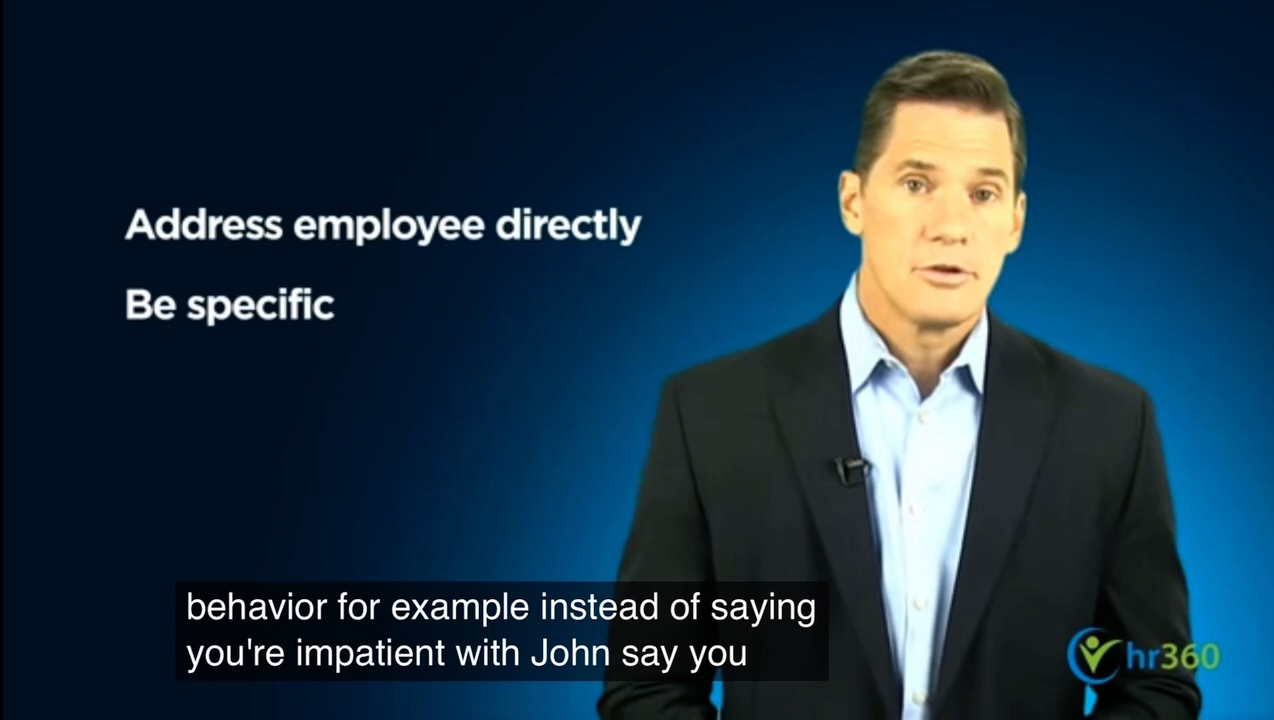 Address employee directly
Be specific
behavior for example instead of saying
you're impatient with John say you
hr360